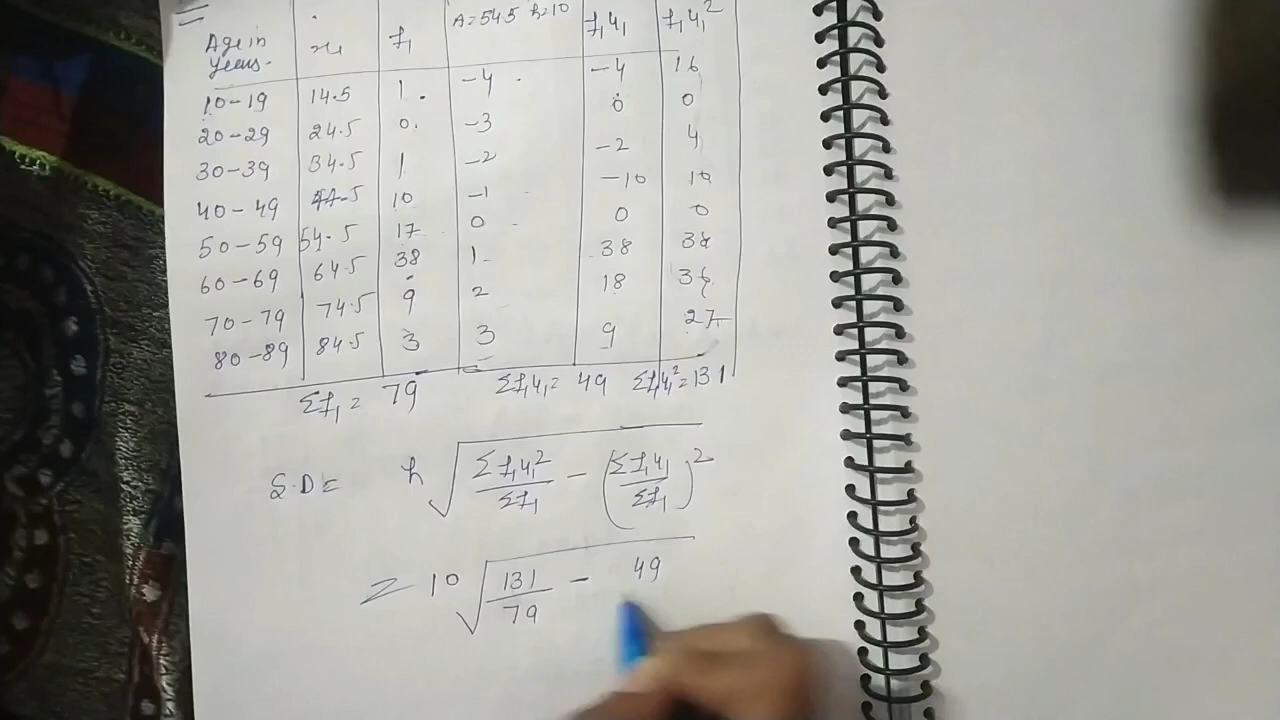 A=54.5 h=10 f₁u₁ f₁u₁²
Age in years. x₁ f₁
10-19 14.5 1 -4 -4 16
20-29 24.5 0 -3 0 0
30-39 34.5 1 -2 -2 4
40-49 44.5 10 -1 -10 10
50-59 54.5 17 0 0 0
60-69 64.5 38 1 38 38
70-79 74.5 9 2 18 36
80-89 84.5 3 3 9 27
Σf₁ = 79 Σf₁u₁ = 49 Σf₁u₁² = 131
S.D = h √ Σf₁u₁² / Σf₁ - (Σf₁u₁ / Σf₁)²
= 10 √ 131 / 79 - 49